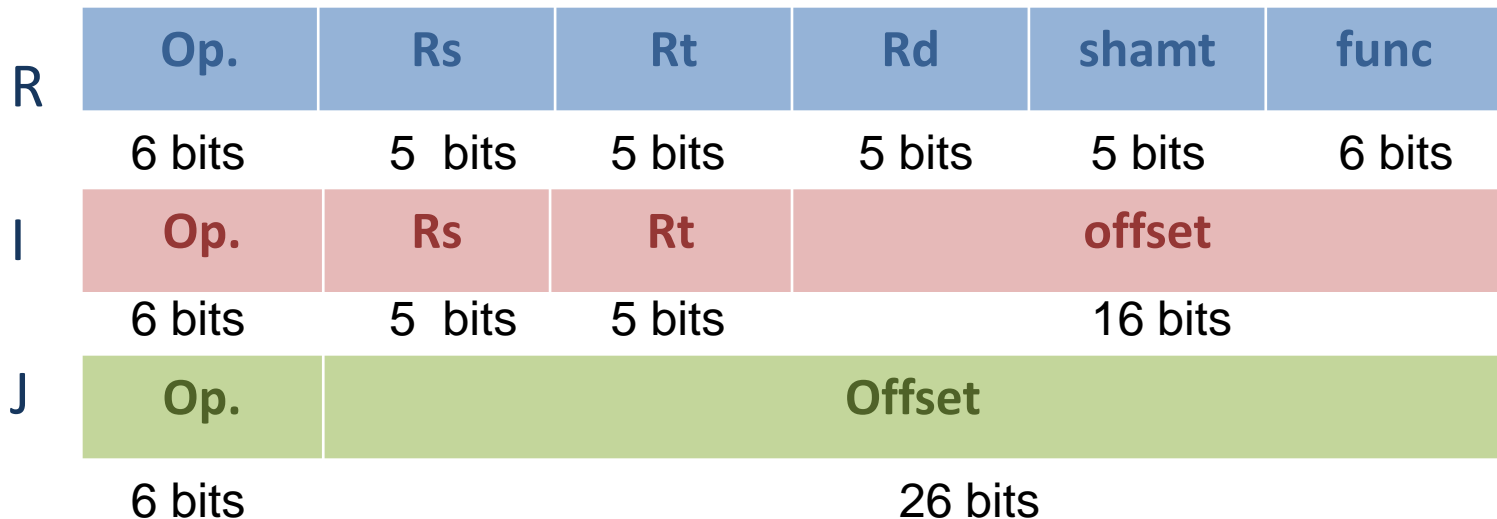 R Op. Rs Rt Rd shamt func
6 bits 5 bits 5 bits 5 bits 5 bits 6 bits
I Op. Rs Rt offset
6 bits 5 bits 5 bits 16 bits
J Op. Offset
6 bits 26 bits